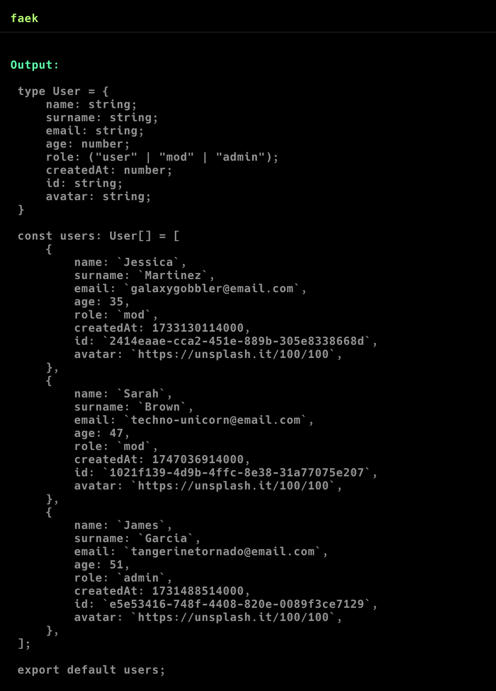 faek
Output:
type User = {
    name: string;
    surname: string;
    email: string;
    age: number;
    role: ("user" | "mod" | "admin");
    createdAt: number;
    id: string;
    avatar: string;
}
const users: User[] = [
    {
        name: `Jessica`,
        surname: `Martinez`,
        email: `galaxygobbler@email.com`,
        age: 35,
        role: `mod`,
        createdAt: 1733130114000,
        id: `2414eaae-cca2-451e-889b-305e8338668d`,
        avatar: `https://unsplash.it/100/100`,
    },
    {
        name: `Sarah`,
        surname: `Brown`,
        email: `techno-unicorn@email.com`,
        age: 47,
        role: `mod`,
        createdAt: 1747036914000,
        id: `1021f139-4d9b-4ffc-8e38-31a77075e207`,
        avatar: `https://unsplash.it/100/100`,
    },
    {
        name: `James`,
        surname: `Garcia`,
        email: `tangerinetornado@email.com`,
        age: 51,
        role: `admin`,
        createdAt: 1731488514000,
        id: `e5e53416-748f-4408-820e-0089f3ce7129`,
        avatar: `https://unsplash.it/100/100`,
    },
];
export default users;